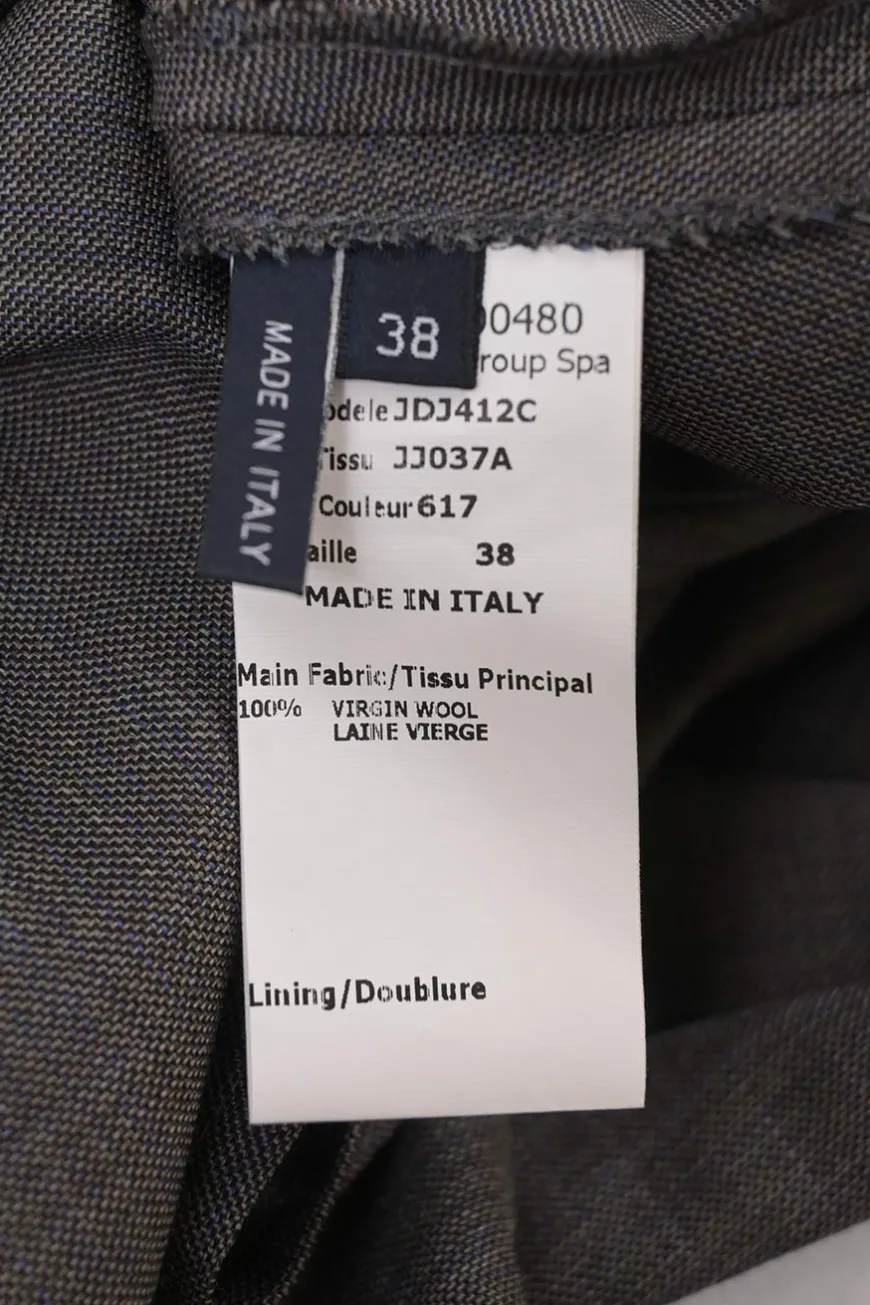 MADE IN ITALY
38
00480
roup Spa
odele JDJ412C
Tissu JJ037A
Couleur 617
aille 38
MADE IN ITALY
Main Fabric/Tissu Principal
100% VIRGIN WOOL
LAINE VIERGE
Lining/Doublure